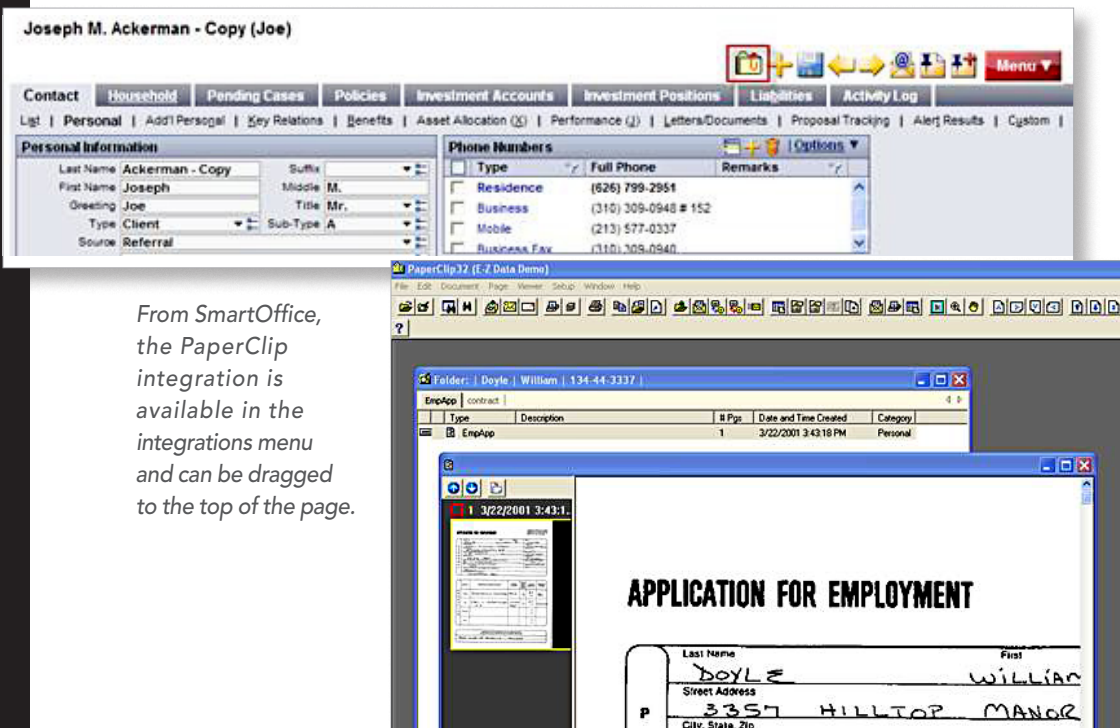 Joseph M. Ackerman - Copy (Joe)
Menu ▼
Contact Household Pending Cases Policies Investment Accounts Investment Positions Liabilities Activity Log
List | Personal | Add'l Personal | Key Relations | Benefits | Asset Allocation (X) | Performance (J) | Letters/Documents | Proposal Tracking | Alert Results | Custom |
Personal Information
Last Name Ackerman - Copy Suffix
First Name Joseph Middle M.
Greeting Joe Title Mr.
Type Client Sub-Type A
Source Referral
Phone Numbers | Options ▼
Type Full Phone Remarks
Residence (626) 799-2951
Business (310) 309-0948 # 152
Mobile (213) 577-0337
Business Fax (310) 309-0940
From SmartOffice,
the PaperClip
integration is
available in the
integrations menu
and can be dragged
to the top of the page.
PaperClip32 (E-Z Data Demo)
File Edit Document Page Viewer Setup Window Help
?
Folder: | Doyle | William | 134-44-3337 |
EmpApp contract
Type Description # Pgs Date and Time Created Category
EmpApp 1 3/22/2001 3:43:18 PM Personal
1 3/22/2001 3:43:1..
APPLICATION FOR EMPLOYMENT
Last Name First
DOYLE WILLIAM
Street Address
3357 HILLTOP MANOR
City, State, Zip
P